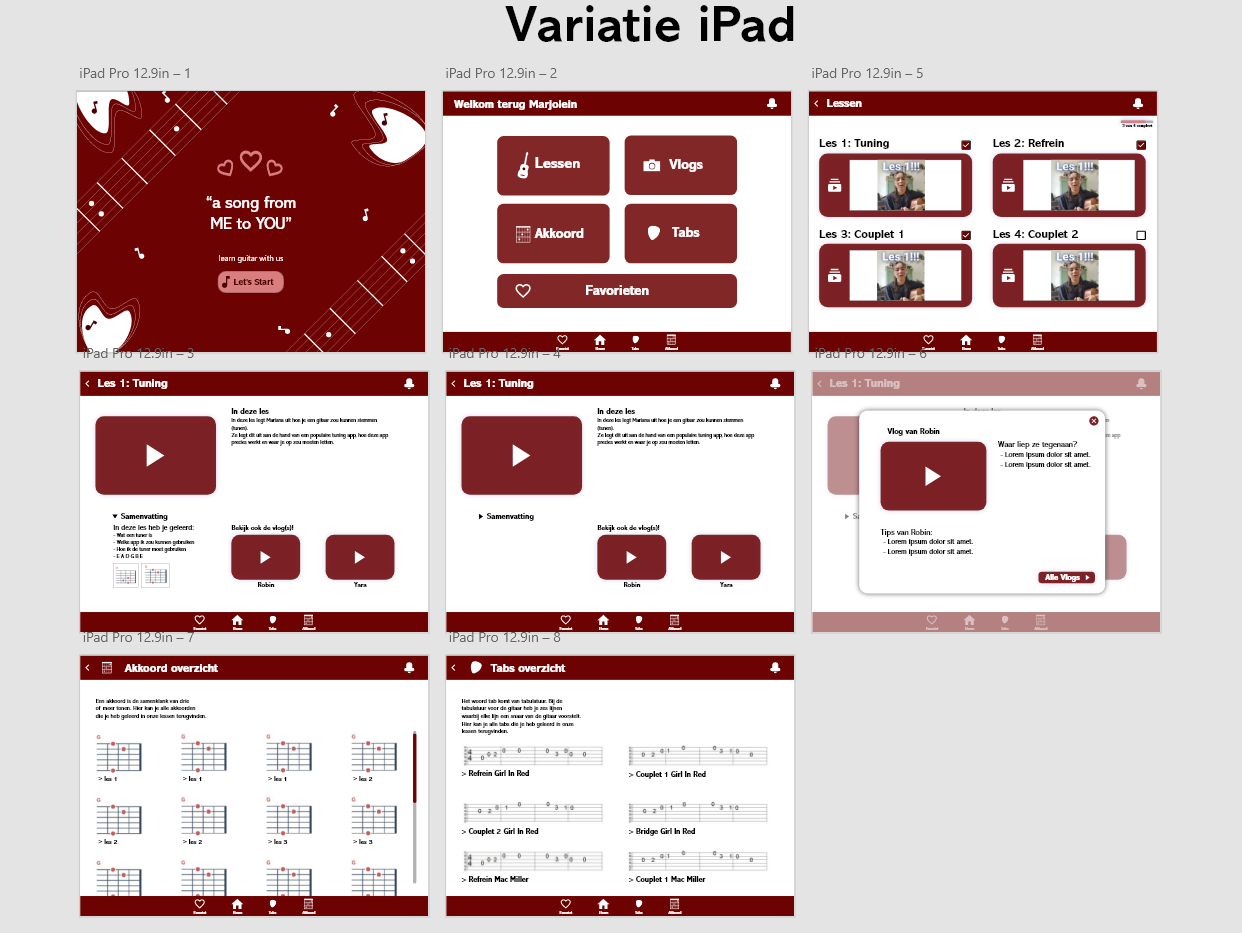 Variatie iPad
iPad Pro 12.9in – 1
iPad Pro 12.9in – 2
iPad Pro 12.9in – 5
“a song from
ME to YOU”
learn guitar with us
Let's Start
Welkom terug Marjolein
Lessen
Vlogs
Akkoord
Tabs
Favorieten
Favoriet
Home
Tabs
Akkoord
Lessen
3 van 4 compleet
Les 1: Tuning
Les 2: Refrein
Les 1!!!
Les 1!!!
Les 3: Couplet 1
Les 4: Couplet 2
Les 1!!!
Les 1!!!
Favoriet
Home
Tabs
Akkoord
iPad Pro 12.9in – 3
iPad Pro 12.9in – 4
iPad Pro 12.9in – 6
Les 1: Tuning
In deze les
In deze les legt Mariana uit hoe je een gitaar zou kunnen stemmen
(tunen).
Ze legt dit uit aan de hand van een populaire tuning app, hoe deze app
precies werkt en waar je op zou moeten letten.
Samenvatting
In deze les heb je geleerd:
- Wat een tuner is
- Welke app ik zou kunnen gebruiken
- Hoe ik de tuner moet gebruiken
- E A D G B E
Bekijk ook de vlog(s)!
Robin
Yara
Favoriet
Home
Tabs
Akkoord
Les 1: Tuning
In deze les
In deze les legt Mariana uit hoe je een gitaar zou kunnen stemmen
(tunen).
Ze legt dit uit aan de hand van een populaire tuning app, hoe deze app
precies werkt en waar je op zou moeten letten.
Samenvatting
Bekijk ook de vlog(s)!
Robin
Yara
Favoriet
Home
Tabs
Akkoord
Les 1: Tuning
Vlog van Robin
Waar liep ze tegenaan?
- Lorem ipsum dolor sit amet.
- Lorem ipsum dolor sit amet.
Tips van Robin:
- Lorem ipsum dolor sit amet.
- Lorem ipsum dolor sit amet.
Alle Vlogs
Favoriet
Home
Tabs
Akkoord
iPad Pro 12.9in – 7
iPad Pro 12.9in – 8
Akkoord overzicht
Een akkoord is de samenklank van drie
of meer tonen. Hier kan je alle akkoorden
die je heb geleerd in onze lessen terugvinden.
G
G
G
G
> les 1
> les 1
> les 1
> les 2
G
G
G
G
> les 2
> les 2
> les 3
> les 3
G
G
G
G
Favoriet
Home
Tabs
Akkoord
Tabs overzicht
Het woord tab komt van tabulatuur. Bij de
tabulatuur voor de gitaar heb je zes lijnen
waarbij elke lijn een snaar van de gitaar voorstelt.
Hier kan je alle tabs die je heb geleerd in onze
lessen terugvinden.
> Refrein Girl In Red
> Couplet 1 Girl In Red
> Couplet 2 Girl In Red
> Bridge Girl In Red
> Refrein Mac Miller
> Couplet 1 Mac Miller
Favoriet
Home
Tabs
Akkoord